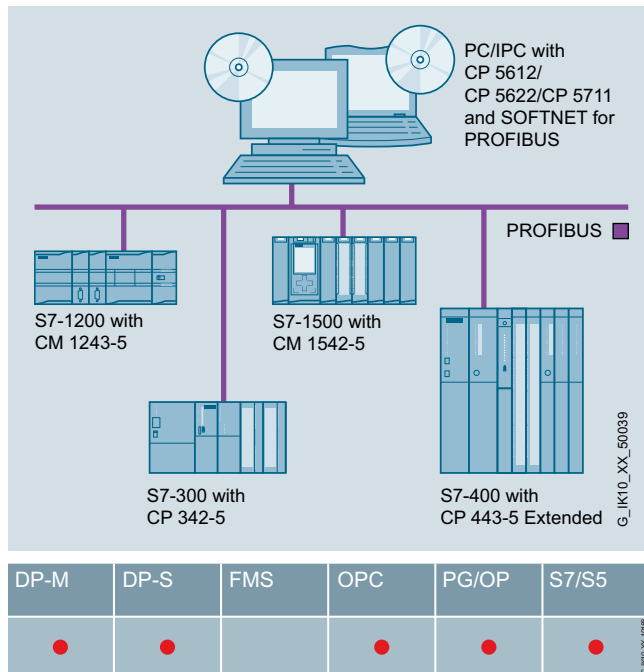 PC/IPC with
CP 5612/
CP 5622/CP 5711
and SOFTNET for
PROFIBUS
PROFIBUS
S7-1200 with
CM 1243-5
S7-1500 with
CM 1542-5
S7-300 with
CP 342-5
S7-400 with
CP 443-5 Extended
G_IK10_XX_50039
DP-M DP-S FMS OPC PG/OP S7/S5